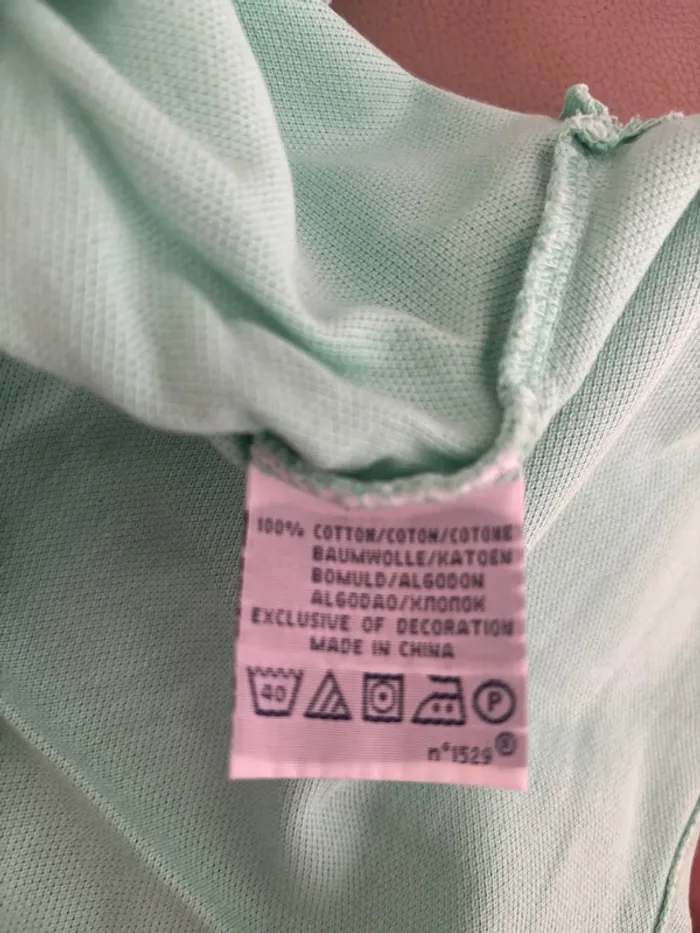 100% COTTON/COTON/COTONE
BAUMWOLLE/KATOEN
BOMULD/ALGODON
ALGODAO/ХЛОПОК
EXCLUSIVE OF DECORATION
MADE IN CHINA
40 P
n°1529®